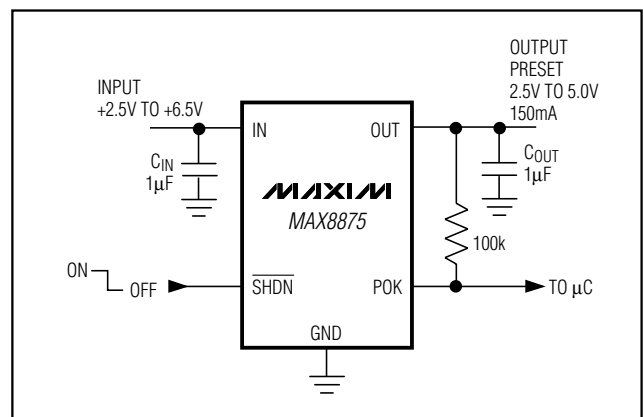 INPUT
+2.5V TO +6.5V
OUTPUT
PRESET
2.5V TO 5.0V
150mA
IN
OUT
CIN
1µF
COUT
1µF
MAXIM
MAX8875
100k
ON
OFF
SHDN
POK
TO µC
GND